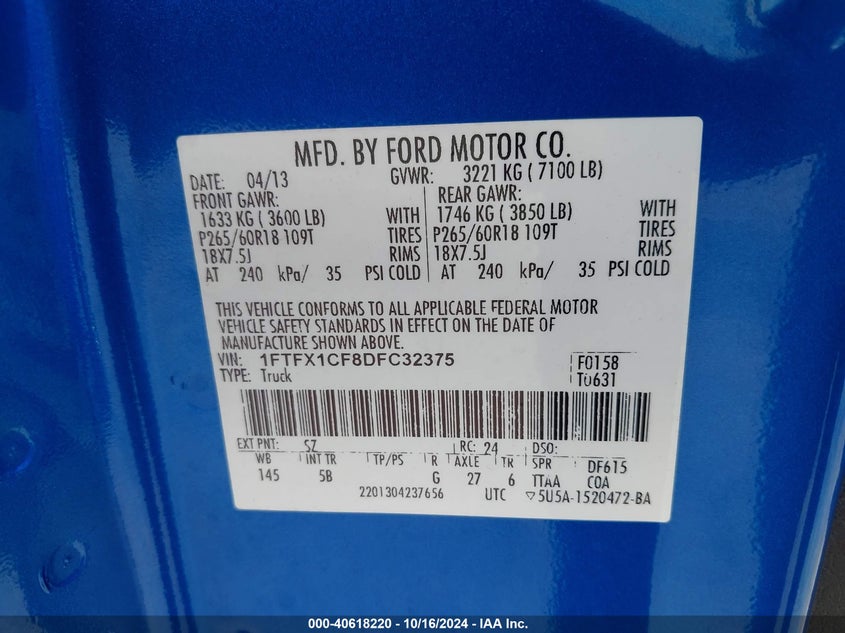 MFD. BY FORD MOTOR CO.
DATE: 04/13 GVWR: 3221 KG ( 7100 LB)
FRONT GAWR: REAR GAWR:
1633 KG ( 3600 LB) WITH 1746 KG ( 3850 LB) WITH
P265/60R18 109T TIRES P265/60R18 109T TIRES
18X7.5J RIMS 18X7.5J RIMS
AT 240 kPa/ 35 PSI COLD AT 240 kPa/ 35 PSI COLD
THIS VEHICLE CONFORMS TO ALL APPLICABLE FEDERAL MOTOR
VEHICLE SAFETY STANDARDS IN EFFECT ON THE DATE OF
MANUFACTURE SHOWN ABOVE.
VIN: 1FTFX1CF8DFC32375 F0158
TYPE: Truck T0631
EXT PNT: SZ RC: 24 DSO:
WB INT TR TP/PS R AXLE TR SPR DF615
145 5B G 27 6 TTAA COA
2201304237656 UTC ▽5U5A-1520472-BA
000-40618220 - 10/16/2024 - IAA Inc.